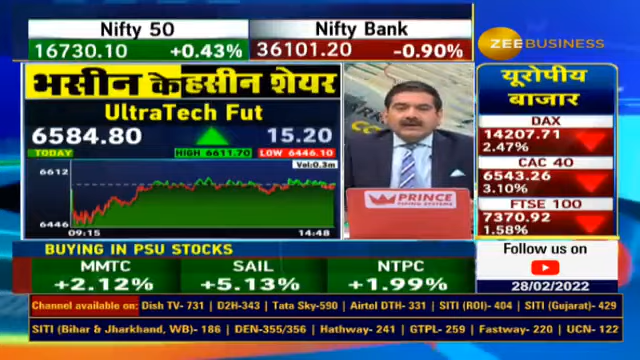 Nifty 50
16730.10 +0.43%
Nifty Bank
36101.20 -0.90%
ZEE BUSINESS
भसीन के हसीन शेयर
UltraTech Fut
6584.80 15.20
TODAY HIGH 6611.70 LOW 6446.10
Vol:0.3m
6612
6446
09:15 14:48
PRINCE
PIPING SYSTEMS
यूरोपीय
बाजार
DAX
14207.71
2.47%
CAC 40
6543.26
3.10%
FTSE 100
7370.92
1.58%
BUYING IN PSU STOCKS
MMTC SAIL NTPC
+2.12% +5.13% +1.99%
Follow us on
28/02/2022
Channel available on: Dish TV- 731 | D2H-343 | Tata Sky-590 | Airtel DTH- 331 | SITI (ROI)- 404 | SITI (Gujarat)- 429
SITI (Bihar & Jharkhand, WB)- 186 | DEN-355/356 | Hathway- 241 | GTPL- 259 | Fastway- 220 | UCN- 122